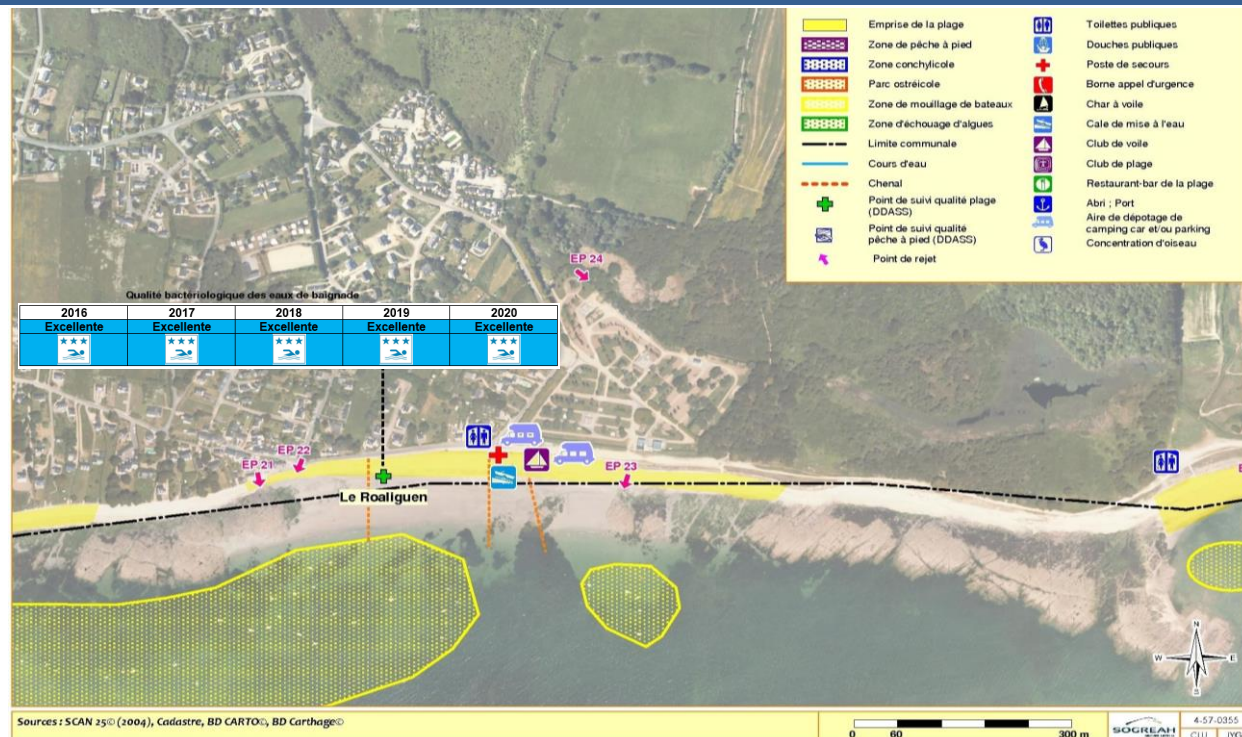 Emprise de la plage
Zone de pêche à pied
Zone conchylicole
Parc ostréicole
Zone de mouillage de bateaux
Zone d'échouage d'algues
Limite communale
Cours d'eau
Chenal
Point de suivi qualité plage
(DDASS)
Point de suivi qualité
pêche à pied (DDASS)
Point de rejet
Toilettes publiques
Douches publiques
Poste de secours
Borne appel d'urgence
Char à voile
Cale de mise à l'eau
Club de voile
Club de plage
Restaurant-bar de la plage
Abri ; Port
Aire de dépotage de
camping car et/ou parking
Concentration d'oiseau
EP 24
Qualité bactériologique des eaux de baignade
2016 2017 2018 2019 2020
Excellente Excellente Excellente Excellente Excellente
EP 22
EP 21
EP 23
Le Roaliguen
N
W E
S
Sources : SCAN 25© (2004), Cadastre, BD CARTO©, BD Carthage©
0 60 300 m
SOGREAH
4-57-0355